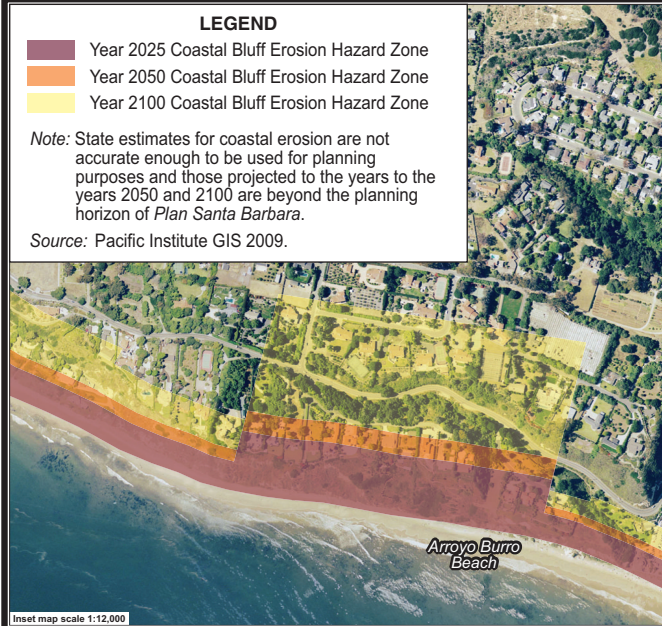 LEGEND
Year 2025 Coastal Bluff Erosion Hazard Zone
Year 2050 Coastal Bluff Erosion Hazard Zone
Year 2100 Coastal Bluff Erosion Hazard Zone
Note: State estimates for coastal erosion are not
accurate enough to be used for planning
purposes and those projected to the years to the
years 2050 and 2100 are beyond the planning
horizon of Plan Santa Barbara.
Source: Pacific Institute GIS 2009.
Arroyo Burro
Beach
Inset map scale 1:12,000